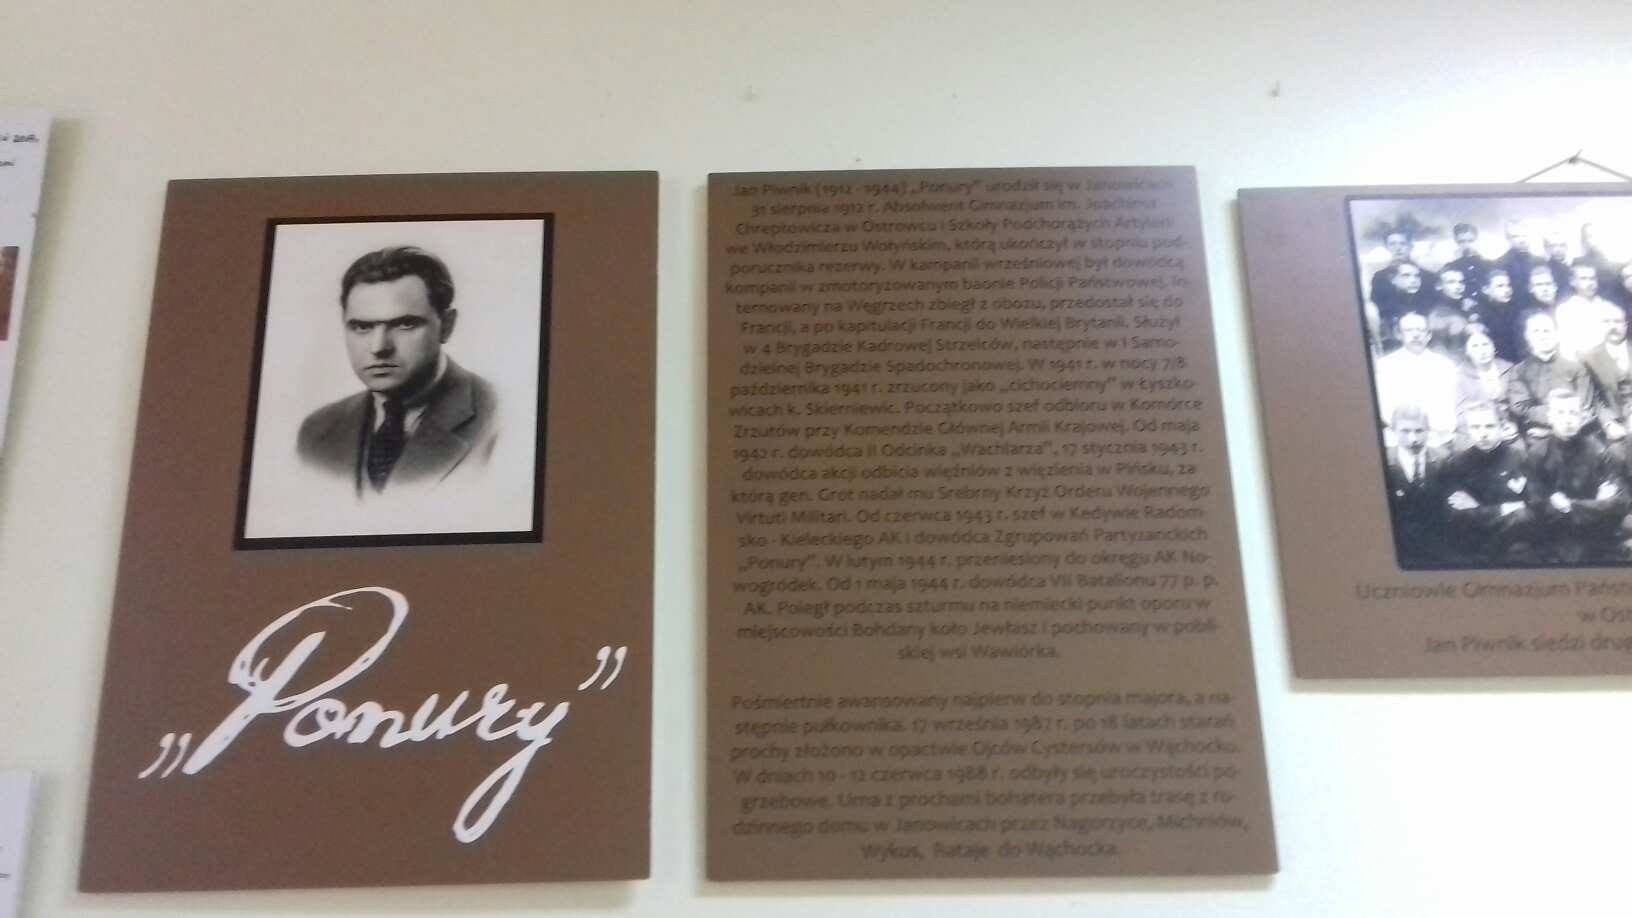 „Ponury”
Jan Piwnik (1912 - 1944) „Ponury” urodził się w Janowicach
31 sierpnia 1912 r. Absolwent Gimnazjum im. Joachima
Chreptowicza w Ostrowcu i Szkoły Podchorążych Artylerii
we Włodzimierzu Wołyńskim, którą ukończył w stopniu pod-
porucznika rezerwy. W kampanii wrześniowej był dowódcą
kompanii w zmotoryzowanym baonie Policji Państwowej. In-
ternowany na Węgrzech zbiegł z obozu, przedostał się do
Francji, a po kapitulacji Francji do Wielkiej Brytanii. Służył
w 4 Brygadzie Kadrowej Strzelców, następnie w I Samo-
dzielnej Brygadzie Spadochronowej. W 1941 r. w nocy 7/8
października 1941 r. zrzucony jako „cichociemny” w Łyszko-
wicach k. Skierniewic. Początkowo szef odbioru w Komórce
Zrzutów przy Komendzie Głównej Armii Krajowej. Od maja
1942 r. dowódca II Odcinka „Wachlarza”, 17 stycznia 1943 r.
dowódca akcji odbicia więźniów z więzienia w Pińsku, za
którą gen. Grot nadał mu Srebrny Krzyż Orderu Wojennego
Virtuti Militari. Od czerwca 1943 r. szef w Kedywie Radom-
sko - Kieleckiego AK i dowódca Zgrupowań Partyzanckich
„Ponury”. W lutym 1944 r. przeniesiony do okręgu AK No-
wogródek. Od 1 maja 1944 r. dowódca VII Batalionu 77 p. p.
AK. Poległ podczas szturmu na niemiecki punkt oporu w
miejscowości Bohdany koło Jewłasz i pochowany w pobli-
skiej wsi Wawiórka.
Pośmiertnie awansowany najpierw do stopnia majora, a na-
stępnie pułkownika. 17 września 1987 r. po 18 latach starań
prochy złożono w opactwie Ojców Cystersów w Wąchocku.
W dniach 10 - 12 czerwca 1988 r. odbyły się uroczystości po-
grzebowe. Urna z prochami bohatera przebyła trasę z ro-
dzinnego domu w Janowicach przez Nagorzyce, Michniów,
Wykus, Rataje do Wąchocka.
Uczniowie Gimnazjum Państ
w Ost
Jan Piwnik siedzi drug